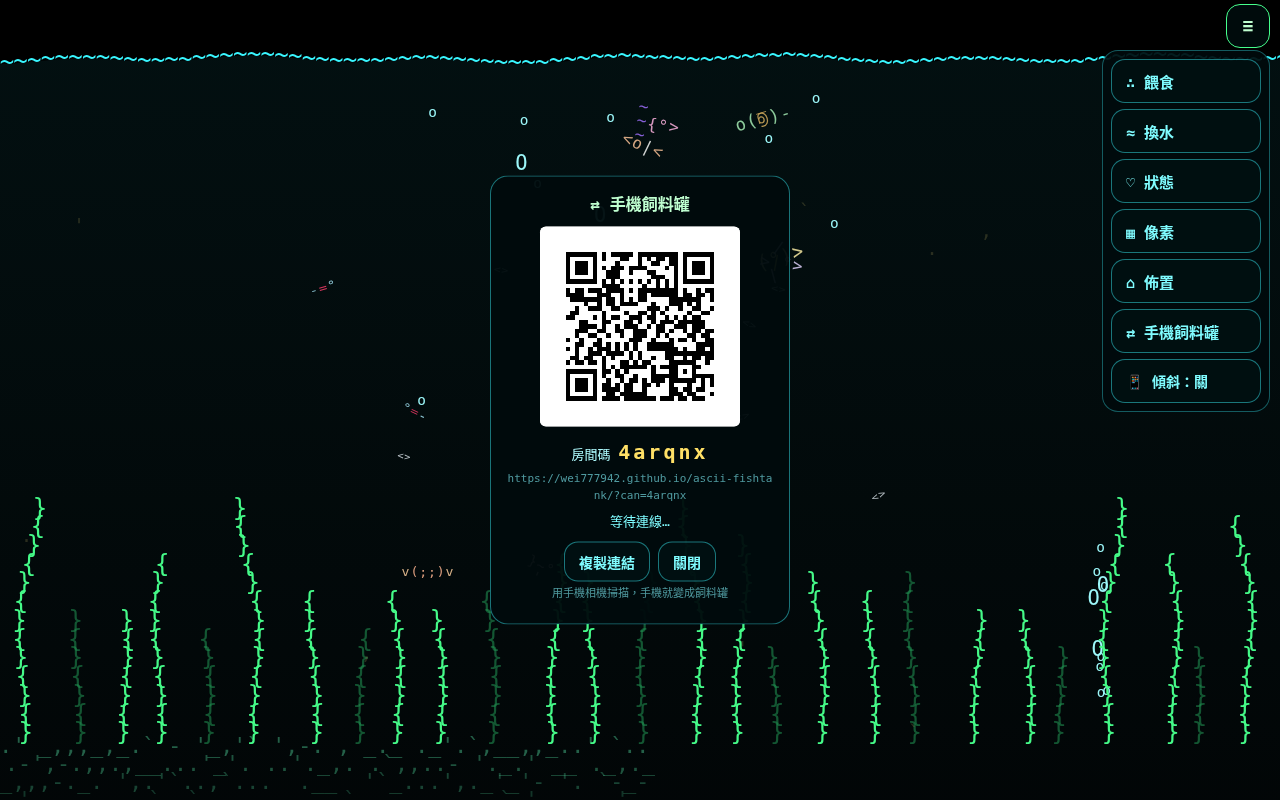 ≡
∴ 餵食
≈ 換水
♡ 狀態
▦ 像素
⌂ 佈置
⇄ 手機飼料罐
📱 傾斜：關
⇄ 手機飼料罐
房間碼 4arqnx
https://wei777942.github.io/ascii-fishta
nk/?can=4arqnx
等待連線…
複製連結 關閉
用手機相機掃描，手機就變成飼料罐